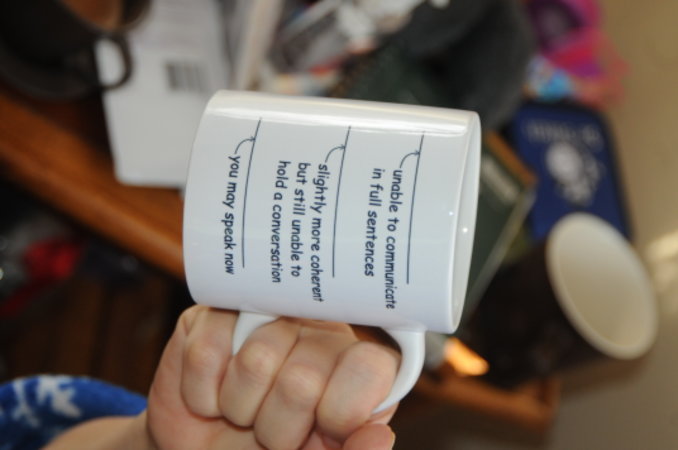 unable to communicate
in full sentences
slightly more coherent
but still unable to
hold a conversation
you may speak now